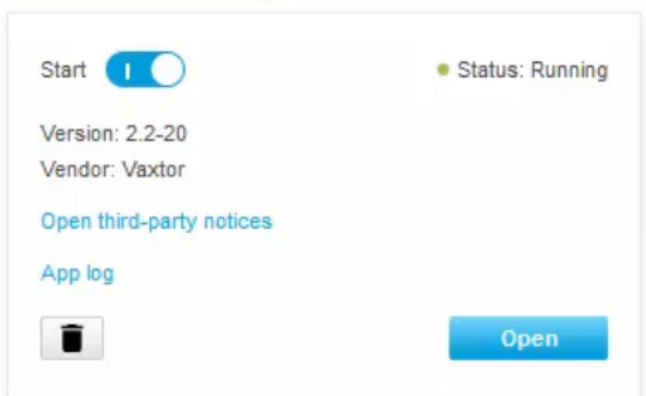 Start
Status: Running
Version: 2.2-20
Vendor: Vaxtor
Open third-party notices
App log
Open